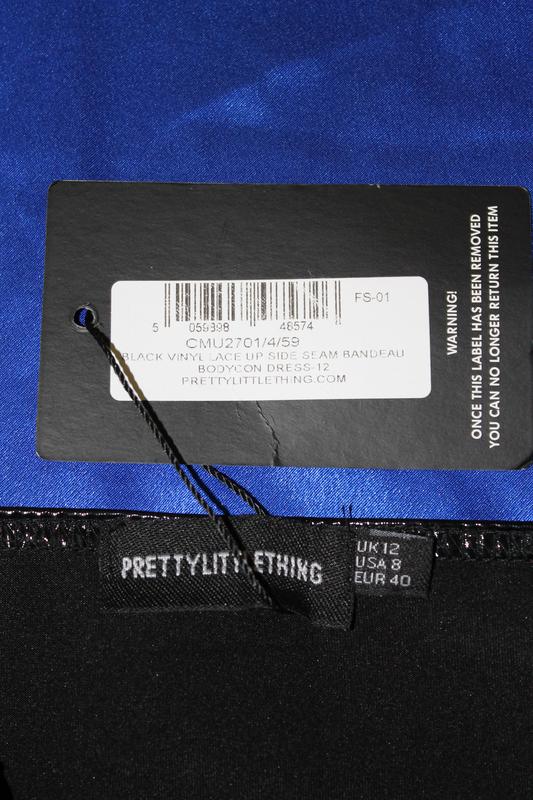 FS-01
5 059398 48574
CMU2701/4/59
BLACK VINYL LACE UP SIDE SEAM BANDEAU
BODYCON DRESS-12
PRETTYLITTLETHING.COM
WARNING!
ONCE THIS LABEL HAS BEEN REMOVED
YOU CAN NO LONGER RETURN THIS ITEM
PRETTYLITTLETHING
UK 12
USA 8
EUR 40